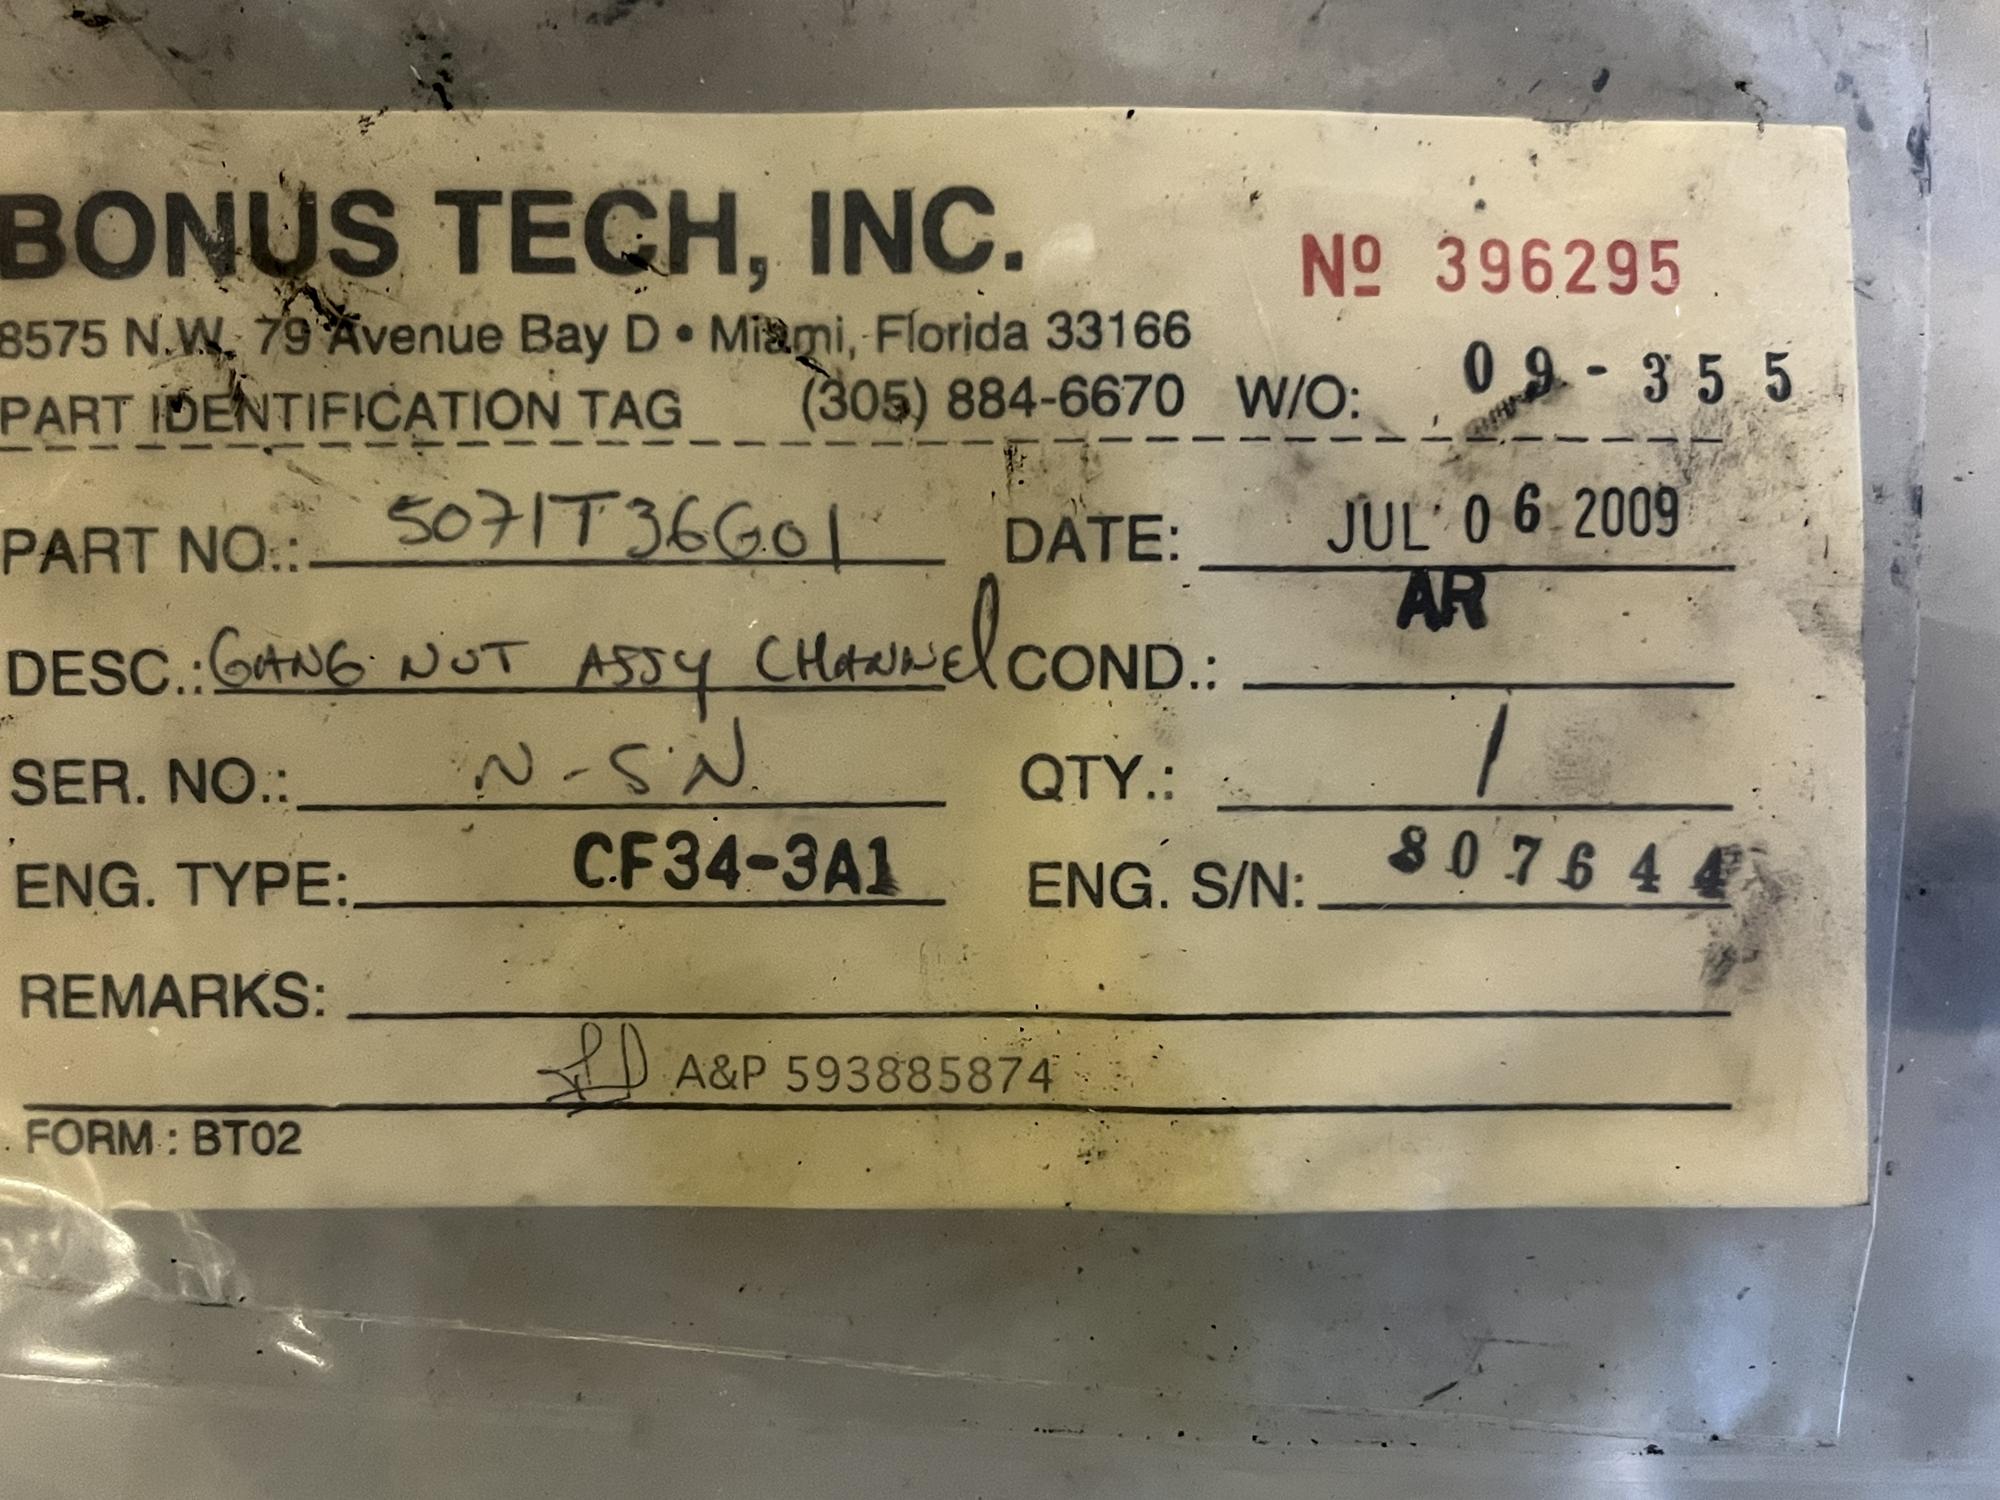 BONUS TECH, INC.
Nº 396295
8575 N.W. 79 Avenue Bay D • Miami, Florida 33166
PART IDENTIFICATION TAG (305) 884-6670 W/O: 09-355
PART NO.: 5071T36G01 DATE: JUL 06 2009
DESC.: GANG NUT ASSY CHANNEl COND.: AR
SER. NO.: N-SN QTY.: 1
ENG. TYPE: CF34-3A1 ENG. S/N: 807644
REMARKS:
A&P 593885874
FORM : BT02